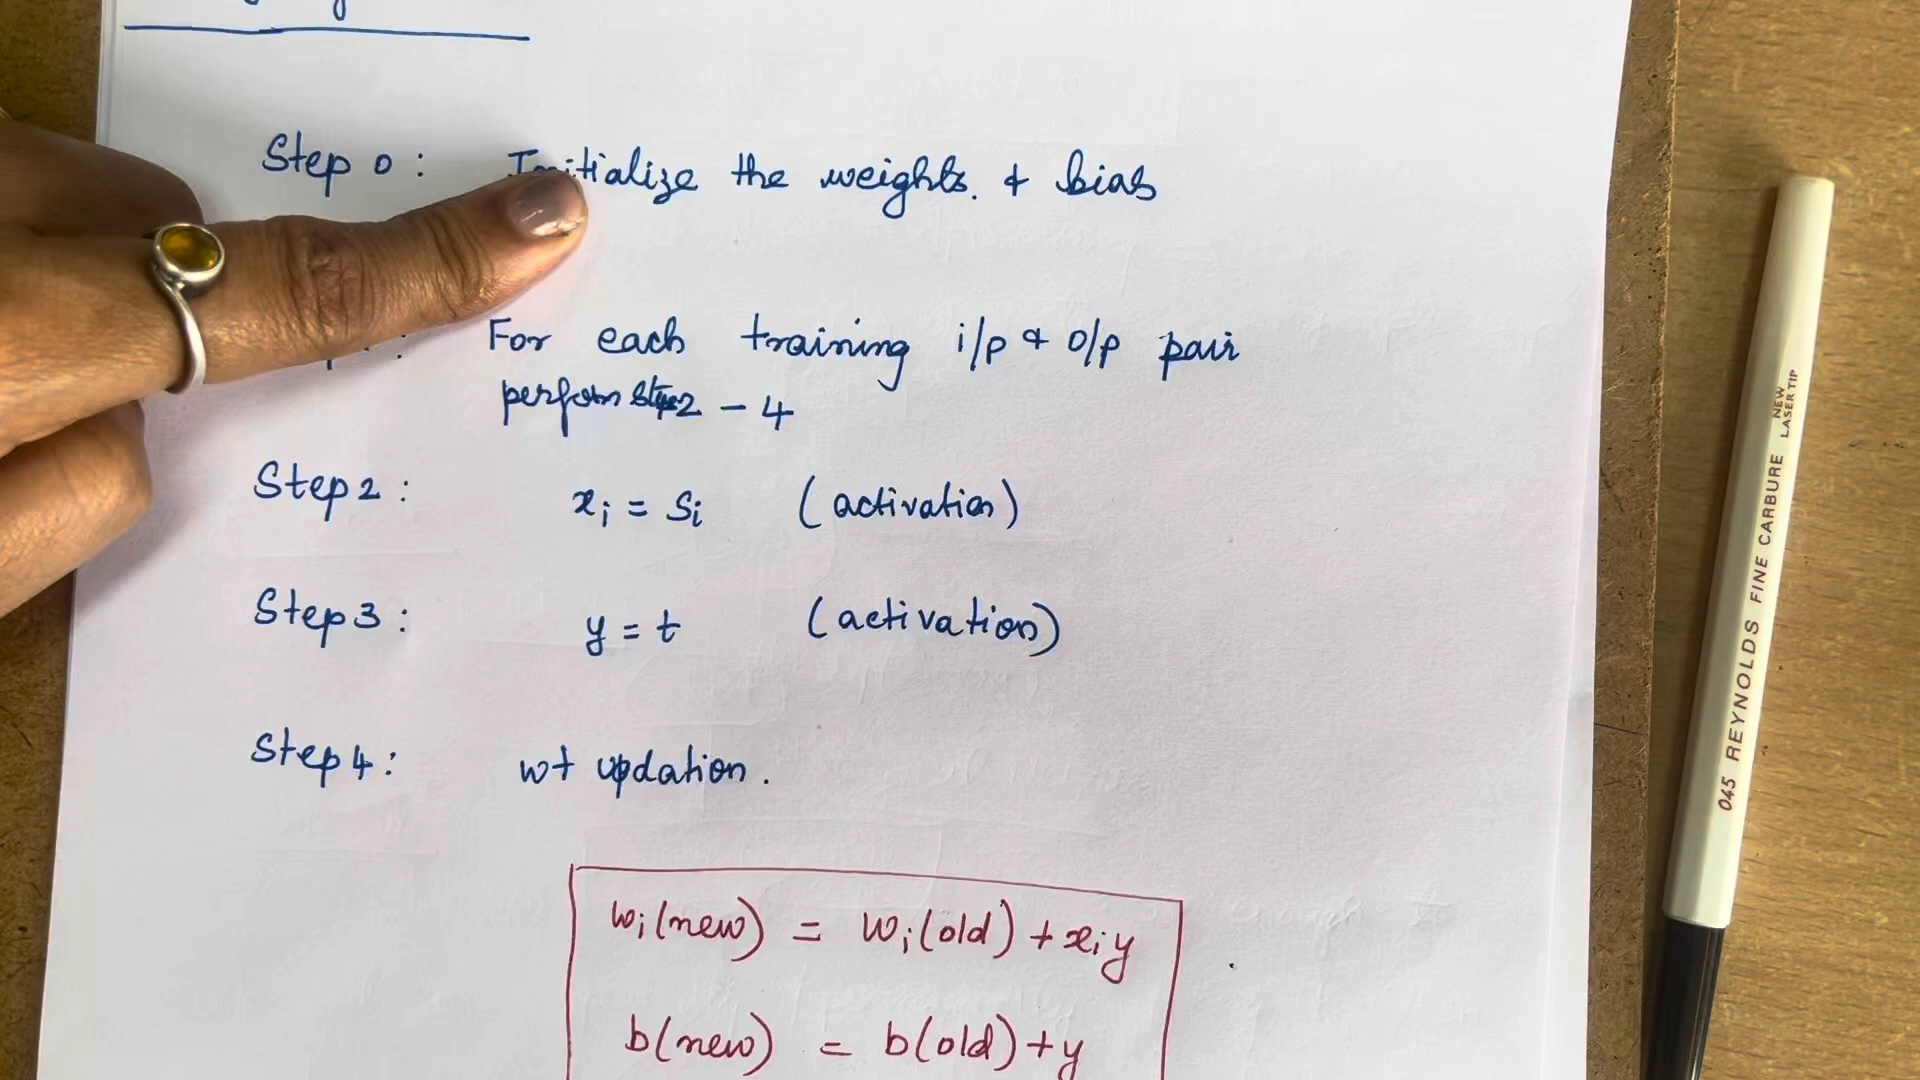 Step 0 : Initialize the weights. & bias
: For each training i/p & o/p pair
perform steps 2 - 4
Step 2 : xi = si (activation)
Step 3 : y = t (activation)
Step 4 : wt updation.
wi(new) = wi(old) + xiy
b(new) = b(old) + y
045 REYNOLDS FINE CARBURE NEW LASER TIP